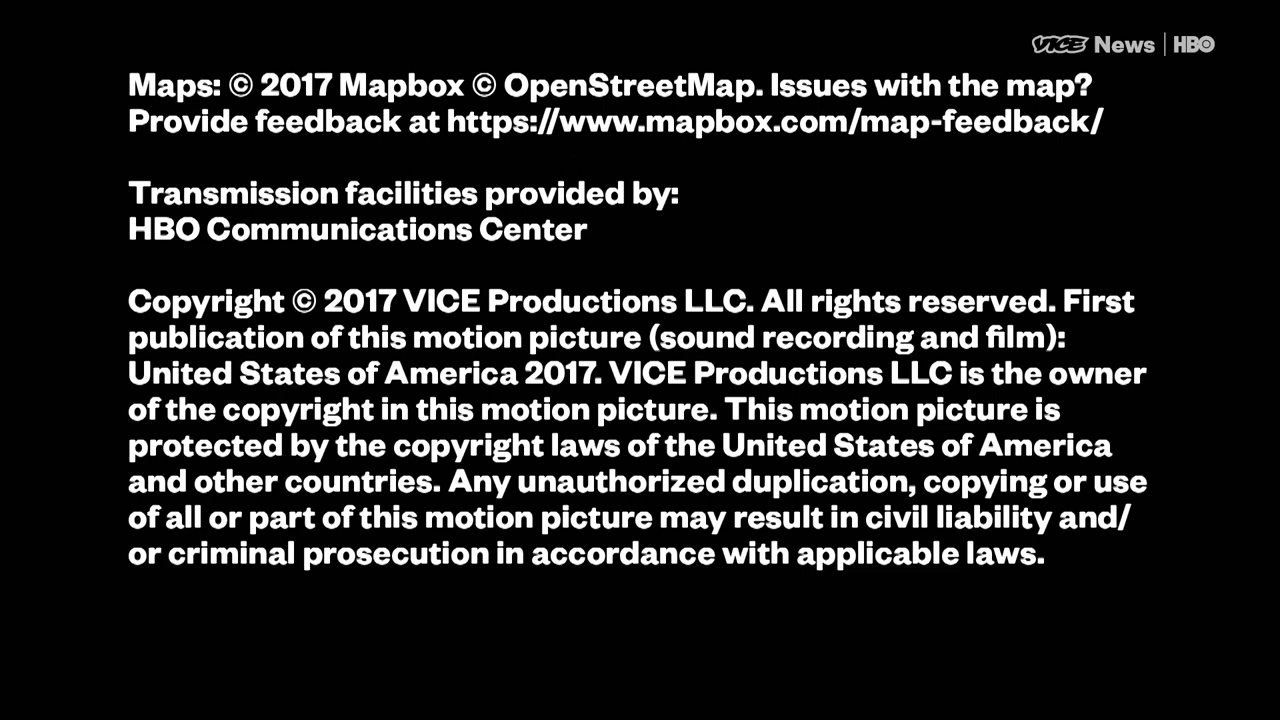 VICE News | HBO
Maps: © 2017 Mapbox © OpenStreetMap. Issues with the map?
Provide feedback at https://www.mapbox.com/map-feedback/
Transmission facilities provided by:
HBO Communications Center
Copyright © 2017 VICE Productions LLC. All rights reserved. First
publication of this motion picture (sound recording and film):
United States of America 2017. VICE Productions LLC is the owner
of the copyright in this motion picture. This motion picture is
protected by the copyright laws of the United States of America
and other countries. Any unauthorized duplication, copying or use
of all or part of this motion picture may result in civil liability and/
or criminal prosecution in accordance with applicable laws.